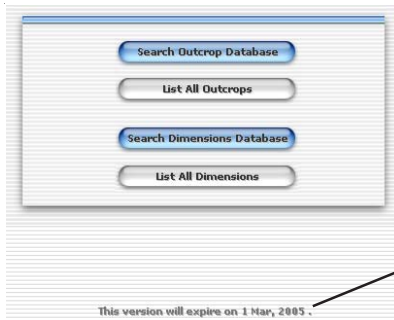 Search Outcrop Database
List All Outcrops
Search Dimensions Database
List All Dimensions
This version will expire on 1 Mar, 2005 .